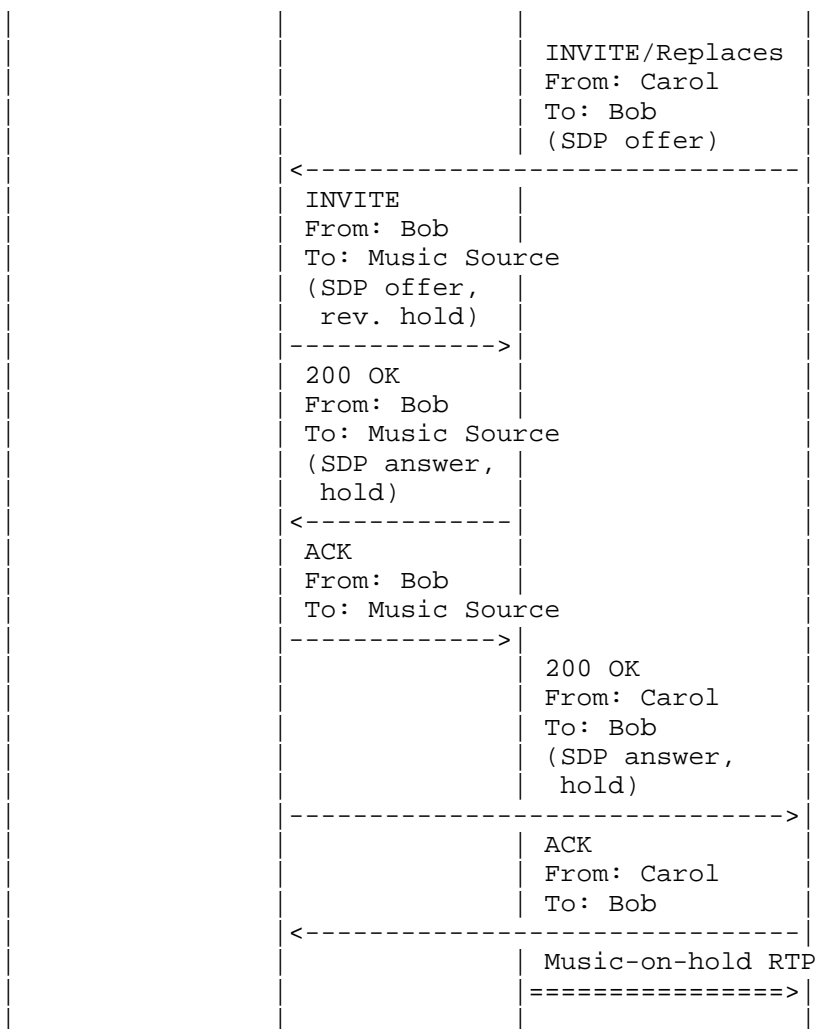 INVITE/Replaces
From: Carol
To: Bob
(SDP offer)
<--------------------------------
INVITE
From: Bob
To: Music Source
(SDP offer,
rev. hold)
------------->
200 OK
From: Bob
To: Music Source
(SDP answer,
hold)
<-------------
ACK
From: Bob
To: Music Source
------------->
200 OK
From: Carol
To: Bob
(SDP answer,
hold)
------------------------------->
ACK
From: Carol
To: Bob
<--------------------------------
Music-on-hold RTP
================>